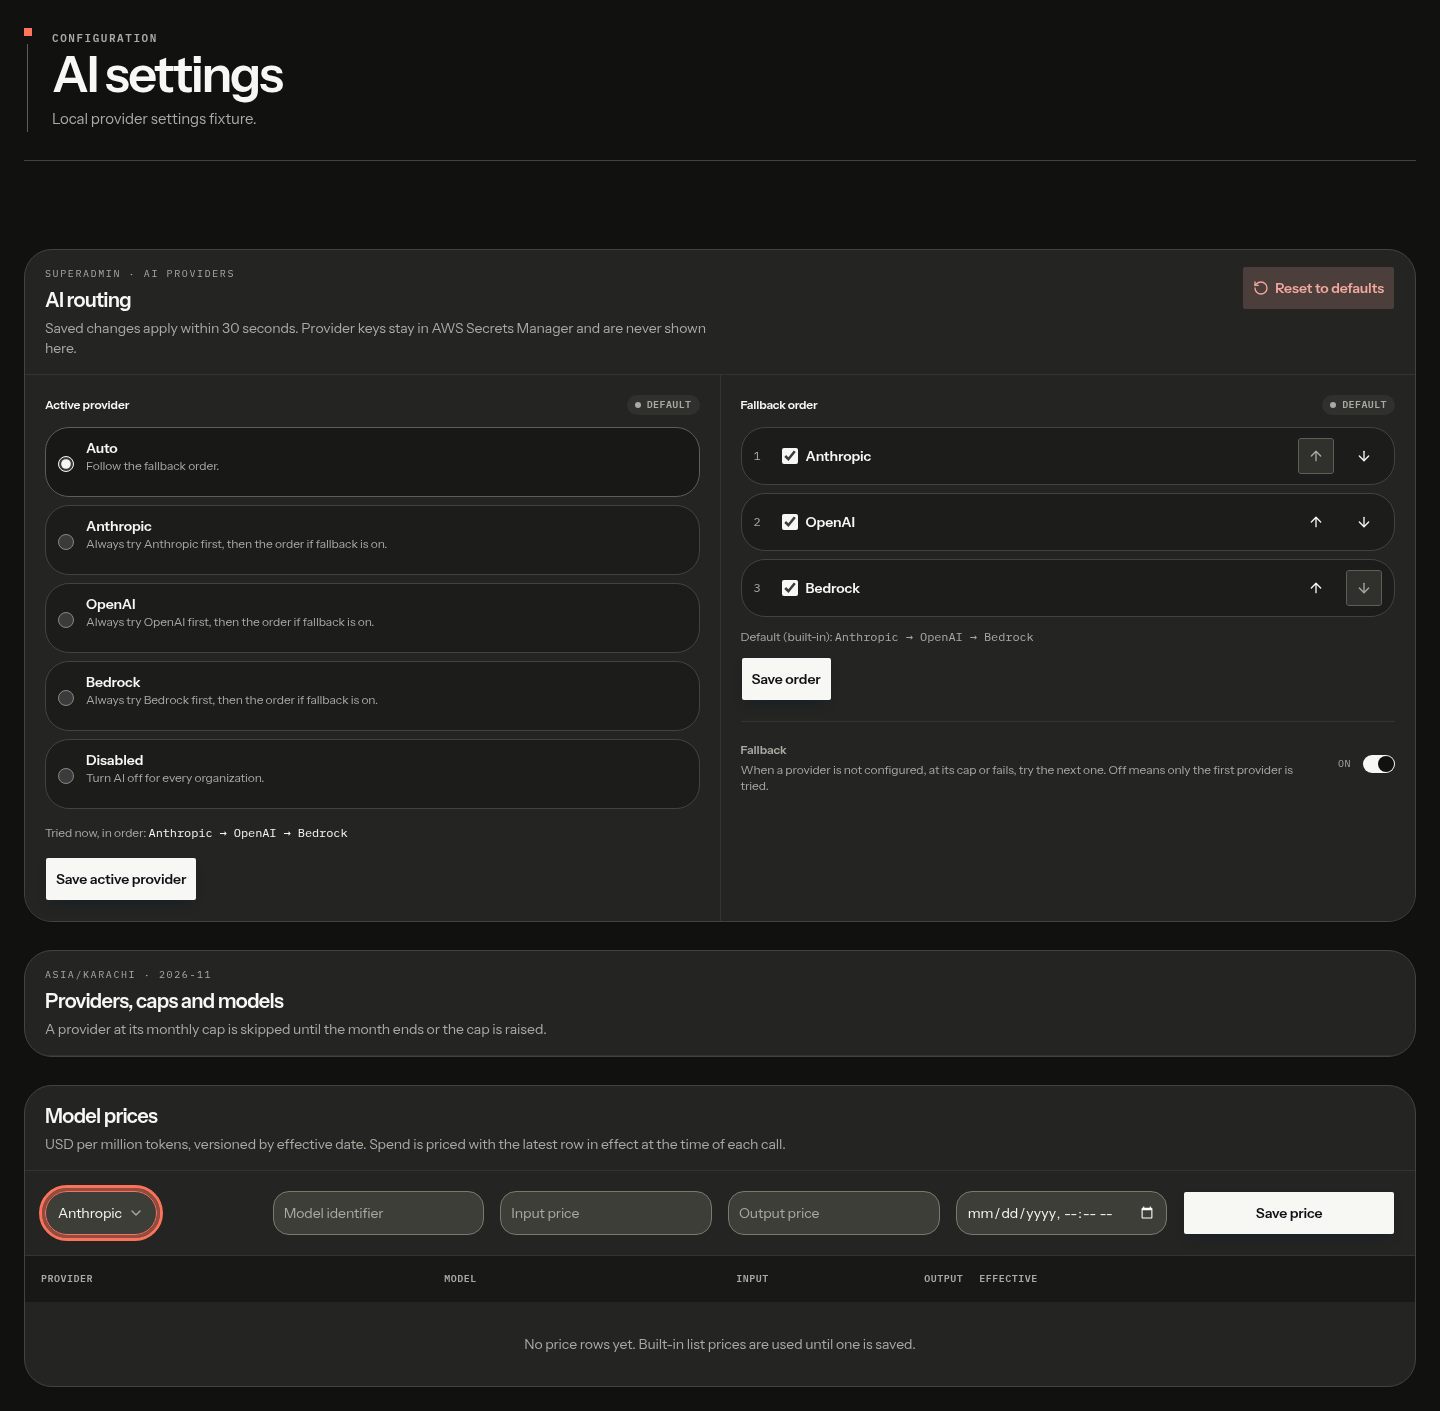 CONFIGURATION
AI settings
Local provider settings fixture.
SUPERADMIN · AI PROVIDERS
AI routing
Saved changes apply within 30 seconds. Provider keys stay in AWS Secrets Manager and are never shown
here.
Reset to defaults
Active provider
DEFAULT
Auto
Follow the fallback order.
Anthropic
Always try Anthropic first, then the order if fallback is on.
OpenAI
Always try OpenAI first, then the order if fallback is on.
Bedrock
Always try Bedrock first, then the order if fallback is on.
Disabled
Turn AI off for every organization.
Tried now, in order: Anthropic → OpenAI → Bedrock
Save active provider
Fallback order
DEFAULT
1 Anthropic
2 OpenAI
3 Bedrock
Default (built-in): Anthropic → OpenAI → Bedrock
Save order
Fallback
When a provider is not configured, at its cap or fails, try the next one. Off means only the first provider is
tried.
ON
ASIA/KARACHI · 2026-11
Providers, caps and models
A provider at its monthly cap is skipped until the month ends or the cap is raised.
Model prices
USD per million tokens, versioned by effective date. Spend is priced with the latest row in effect at the time of each call.
Anthropic Model identifier Input price Output price mm/dd/yyyy, --:-- -- Save price
PROVIDER MODEL INPUT OUTPUT EFFECTIVE
No price rows yet. Built-in list prices are used until one is saved.